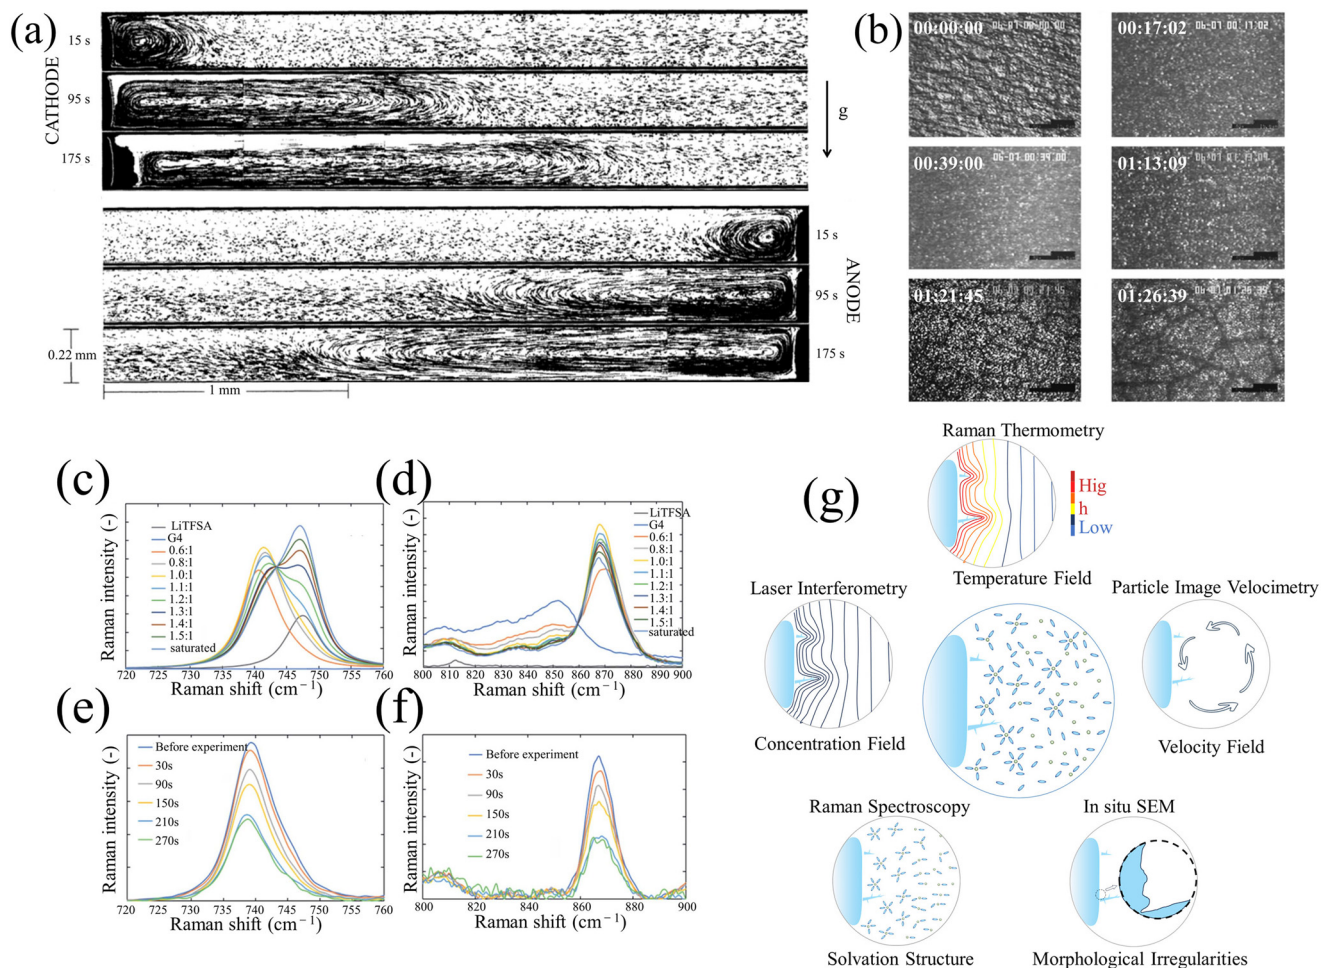 (a)
CATHODE
15 s
95 s
175 s
g
15 s
95 s
175 s
ANODE
0.22 mm
1 mm
(b)
00:00:00
00:17:02
00:39:00
01:13:09
01:21:45
01:26:39
(c)
Raman intensity (-)
LiTFSA
G4
0.6:1
0.8:1
1.0:1
1.1:1
1.2:1
1.3:1
1.4:1
1.5:1
saturated
720 725 730 735 740 745 750 755 760
Raman shift (cm⁻¹)
(d)
Raman intensity (-)
LiTFSA
G4
0.6:1
0.8:1
1.0:1
1.1:1
1.2:1
1.3:1
1.4:1
1.5:1
saturated
800 810 820 830 840 850 860 870 880 890 900
Raman shift (cm⁻¹)
(e)
Raman intensity (-)
Before experiment
30s
90s
150s
210s
270s
720 725 730 735 740 745 750 755 760
Raman shift (cm⁻¹)
(f)
Raman intensity (-)
Before experiment
30s
90s
150s
210s
270s
800 820 840 860 880 900
Raman shift (cm⁻¹)
(g)
Raman Thermometry
Hig
h
Low
Temperature Field
Laser Interferometry
Concentration Field
Particle Image Velocimetry
Velocity Field
Raman Spectroscopy
Solvation Structure
In situ SEM
Morphological Irregularities